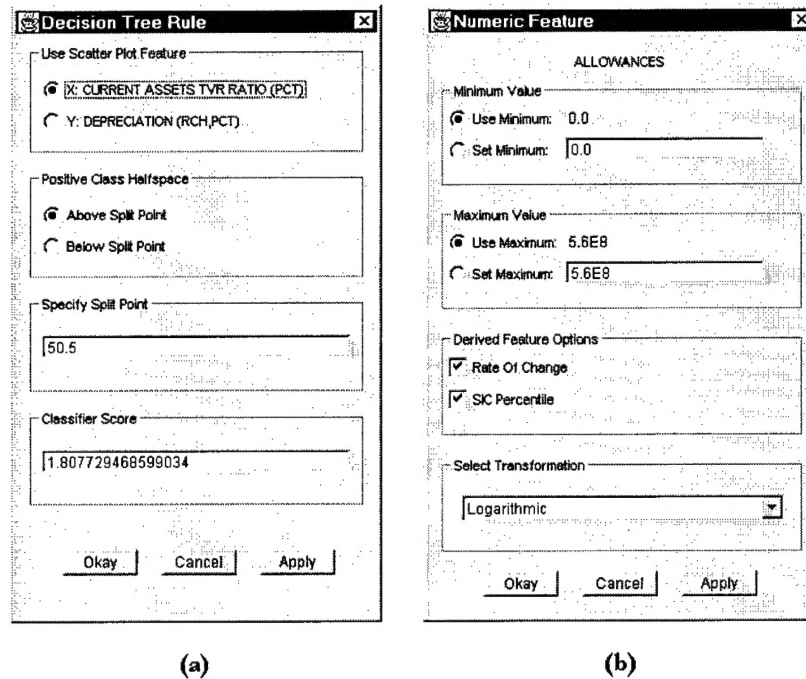 Decision Tree Rule
Use Scatter Plot Feature
X: CURRENT ASSETS TVR RATIO (PCT)
Y: DEPRECIATION (RCH,PCT)
Positive Class Halfspace
Above Split Point
Below Split Point
Specify Split Point
50.5
Classifier Score
1.807729468599034
Okay Cancel Apply
(a)
Numeric Feature
ALLOWANCES
Minimum Value
Use Minimum: 0.0
Set Minimum: 0.0
Maximum Value
Use Maximum: 5.6E8
Set Maximum: 5.6E8
Derived Feature Options
Rate Of Change
SIC Percentile
Select Transformation
Logarithmic
Okay Cancel Apply
(b)